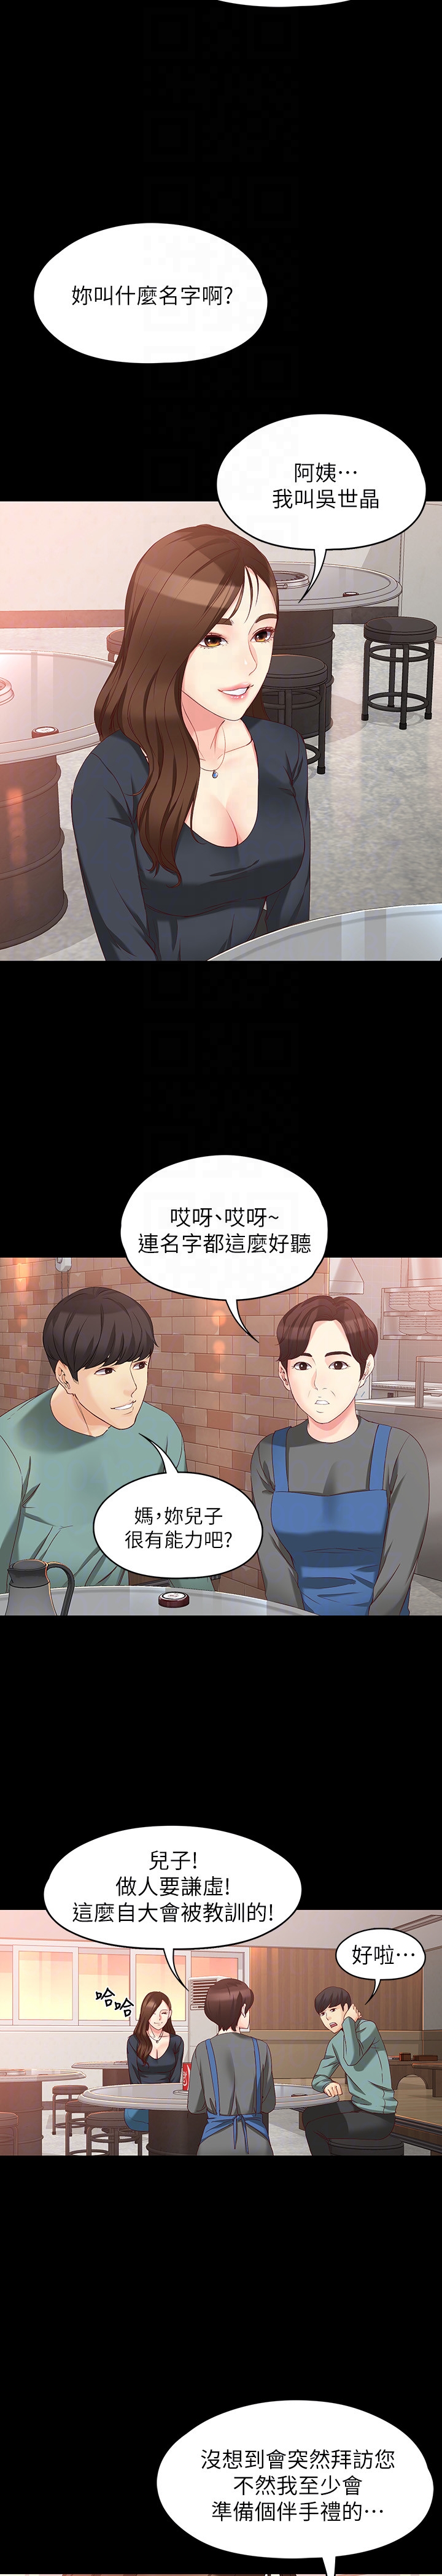 妳叫什麼名字啊?
阿姨⋯
我叫吳世晶
哎呀、哎呀~
連名字都這麼好聽
媽,妳兒子
很有能力吧?
兒子!
做人要謙虛!
這麼自大會被教訓的!
好啦⋯
哈哈
沒想到會突然拜訪您
不然我至少會
準備個伴手禮的⋯